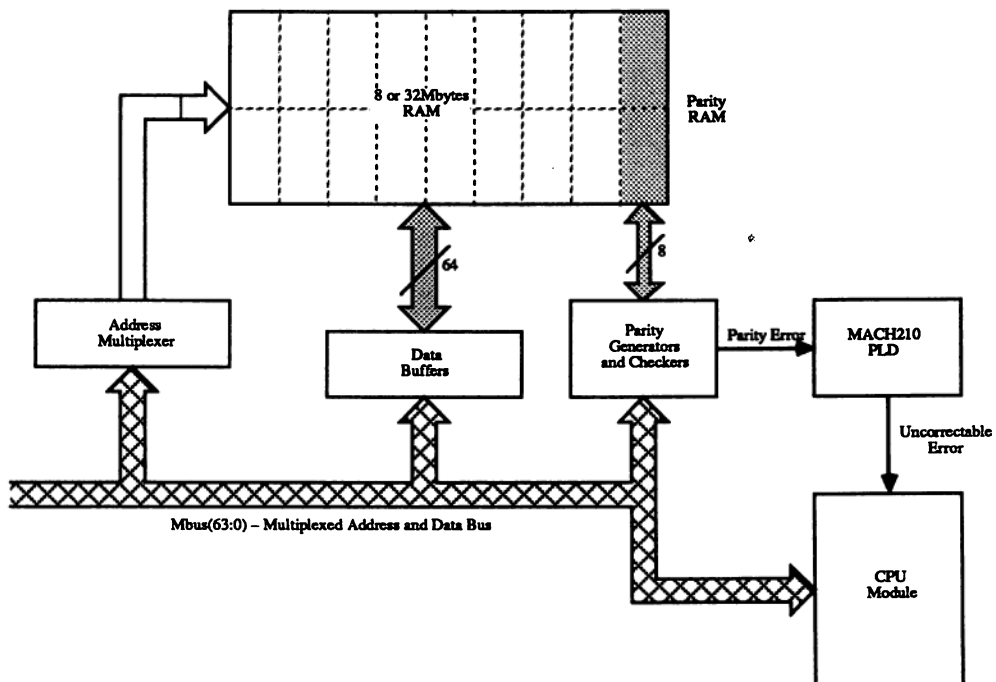 8 or 32Mbytes
RAM
Parity
RAM
64
8
Address
Multiplexer
Data
Buffers
Parity
Generators
and Checkers
Parity Error
MACH210
PLD
Uncorrectable
Error
Mbus(63:0) – Multiplexed Address and Data Bus
CPU
Module